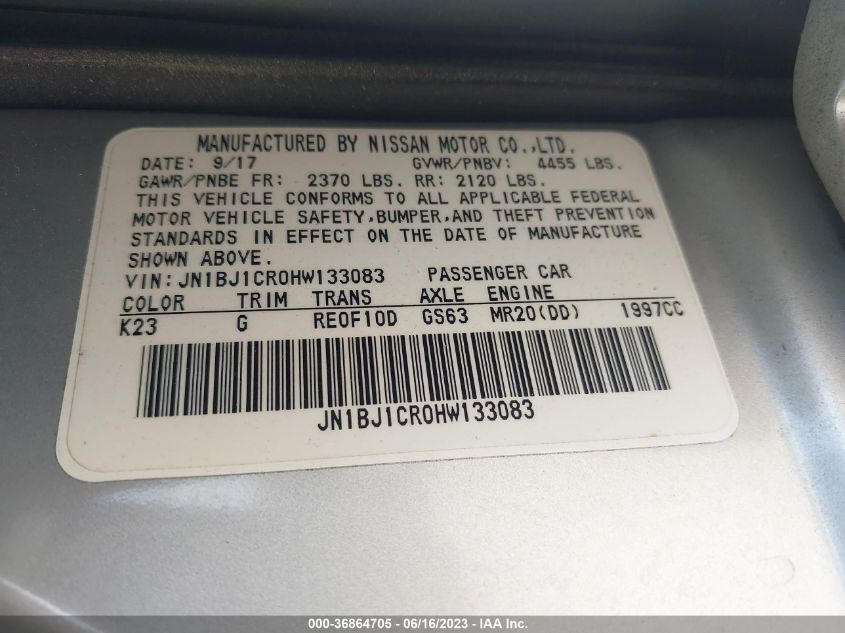 MANUFACTURED BY NISSAN MOTOR CO.,LTD.
DATE: 9/17 GVWR/PNBV: 4455 LBS.
GAWR/PNBE FR: 2370 LBS. RR: 2120 LBS.
THIS VEHICLE CONFORMS TO ALL APPLICABLE FEDERAL
MOTOR VEHICLE SAFETY,BUMPER,AND THEFT PREVENTION
STANDARDS IN EFFECT ON THE DATE OF MANUFACTURE
SHOWN ABOVE.
VIN:JN1BJ1CR0HW133083 PASSENGER CAR
COLOR TRIM TRANS AXLE ENGINE
K23 G RE0F10D GS63 MR20(DD) 1997CC
JN1BJ1CR0HW133083
000-36864705 - 06/16/2023 - IAA Inc.